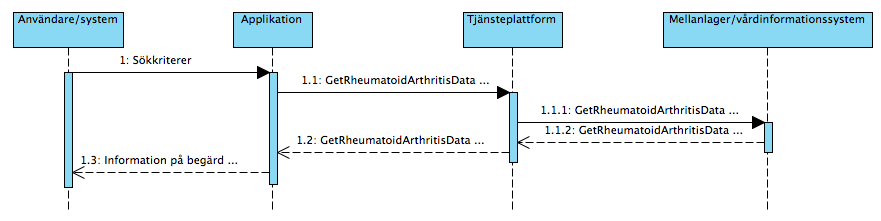 Användare/system
Applikation
Tjänsteplattform
Mellanlager/vårdinformationssystem
1: Sökkriterer
1.1: GetRheumatoidArthritisData ...
1.1.1: GetRheumatoidArthritisData ...
1.1.2: GetRheumatoidArthritisData ...
1.2: GetRheumatoidArthritisData ...
1.3: Information på begärd ...